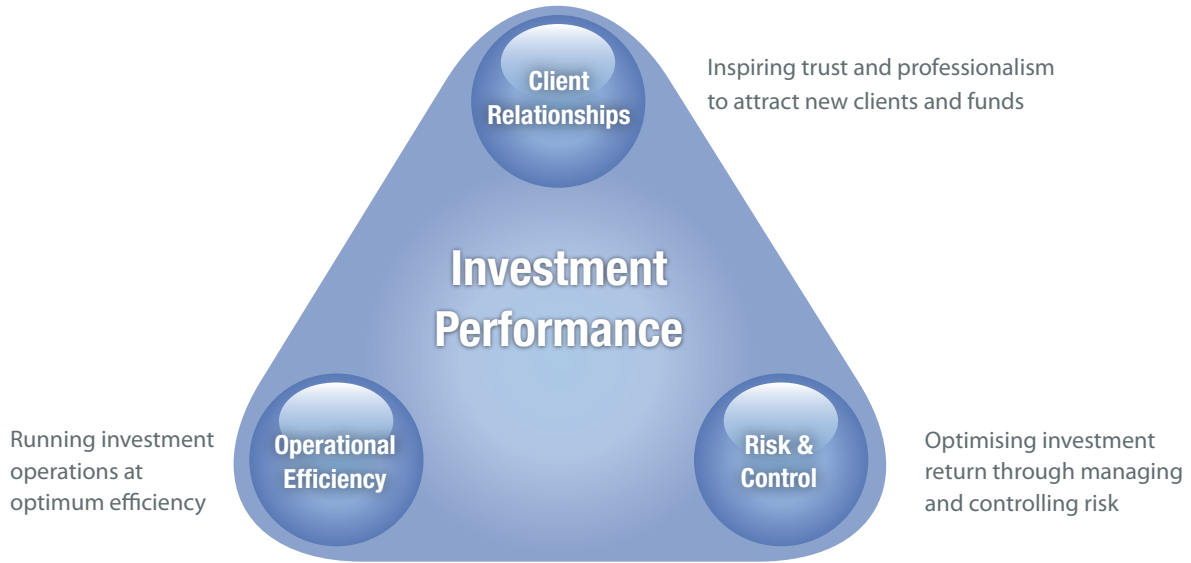 Client
Relationships
Inspiring trust and professionalism
to attract new clients and funds
Investment
Performance
Running investment
operations at
optimum efficiency
Operational
Efficiency
Risk &
Control
Optimising investment
return through managing
and controlling risk